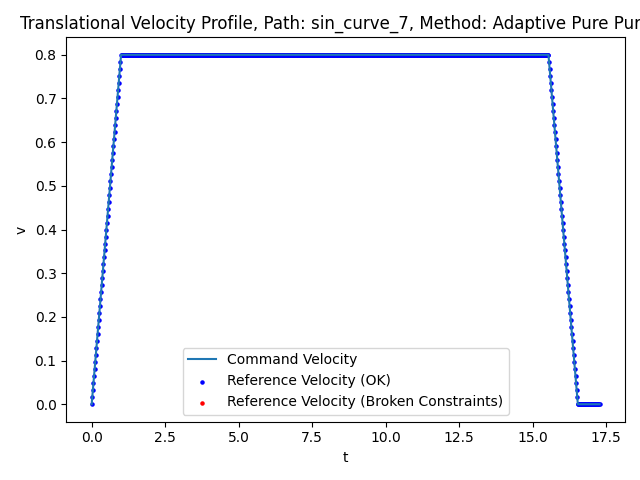 Translational Velocity Profile, Path: sin_curve_7, Method: Adaptive Pure Pur
0.8
0.7
0.6
0.5
0.4
0.3
0.2
0.1
0.0
v
Command Velocity
Reference Velocity (OK)
Reference Velocity (Broken Constraints)
0.0 2.5 5.0 7.5 10.0 12.5 15.0 17.5
t